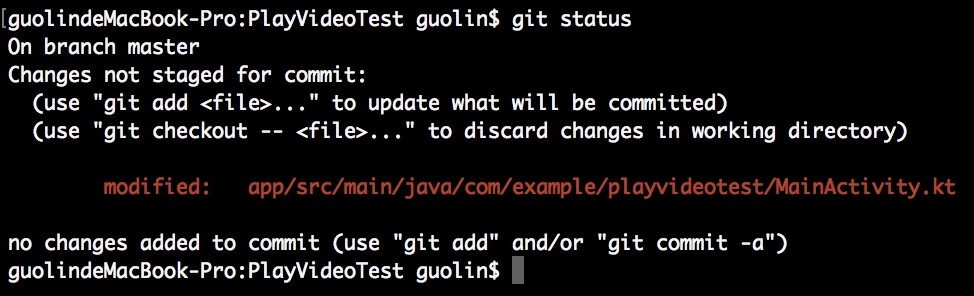 guolindeMacBook-Pro:PlayVideoTest guolin$ git status
On branch master
Changes not staged for commit:
  (use "git add <file>..." to update what will be committed)
  (use "git checkout -- <file>..." to discard changes in working directory)
        modified:   app/src/main/java/com/example/playvideotest/MainActivity.kt
no changes added to commit (use "git add" and/or "git commit -a")
guolindeMacBook-Pro:PlayVideoTest guolin$